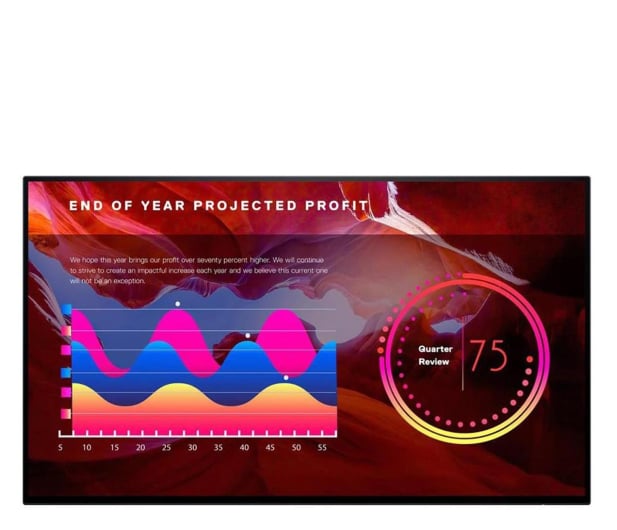 END OF YEAR PROJECTED PROFIT
We hope this year brings our profit over seventy percent higher. We will continue
to strive to create an impactful increase each year and we believe this current one
will not be an exception.
Quarter
Review
75
5 10 15 20 25 30 35 40 45 50 55